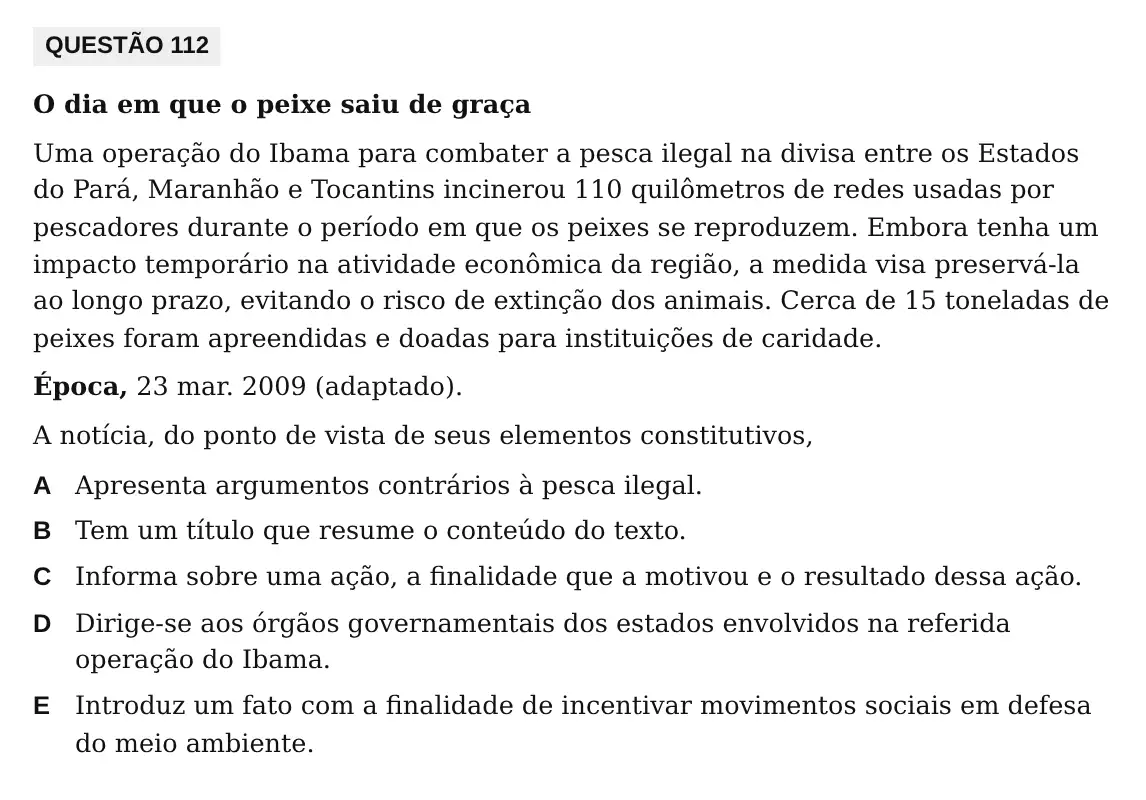 QUESTÃO 112
O dia em que o peixe saiu de graça
Uma operação do Ibama para combater a pesca ilegal na divisa entre os Estados
do Pará, Maranhão e Tocantins incinerou 110 quilômetros de redes usadas por
pescadores durante o período em que os peixes se reproduzem. Embora tenha um
impacto temporário na atividade econômica da região, a medida visa preservá-la
ao longo prazo, evitando o risco de extinção dos animais. Cerca de 15 toneladas de
peixes foram apreendidas e doadas para instituições de caridade.
Época, 23 mar. 2009 (adaptado).
A notícia, do ponto de vista de seus elementos constitutivos,
A Apresenta argumentos contrários à pesca ilegal.
B Tem um título que resume o conteúdo do texto.
C Informa sobre uma ação, a finalidade que a motivou e o resultado dessa ação.
D Dirige-se aos órgãos governamentais dos estados envolvidos na referida
operação do Ibama.
E Introduz um fato com a finalidade de incentivar movimentos sociais em defesa
do meio ambiente.